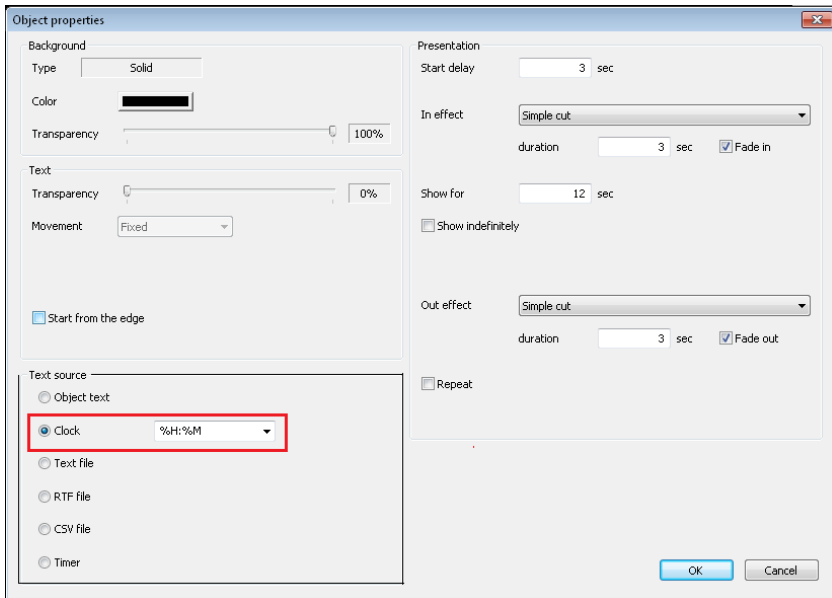 Object properties
Background
Type Solid
Color
Transparency 100%
Text
Transparency 0%
Movement Fixed
Start from the edge
Text source
Object text
Clock %H:%M
Text file
RTF file
CSV file
Timer
Presentation
Start delay 3 sec
In effect Simple cut
duration 3 sec Fade in
Show for 12 sec
Show indefinitely
Out effect Simple cut
duration 3 sec Fade out
Repeat
OK Cancel